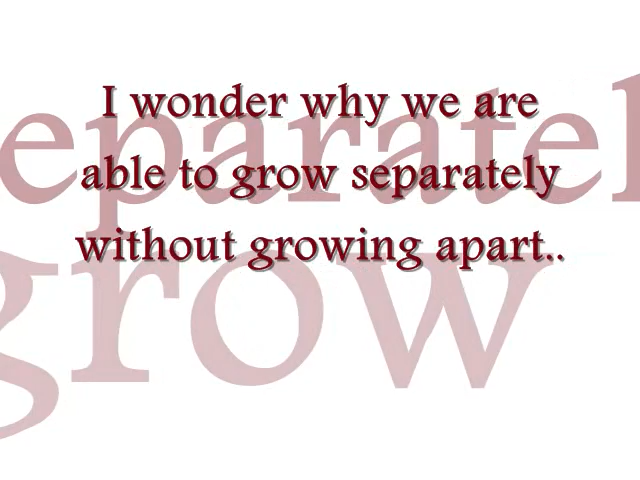 I wonder why we are
able to grow separately
without growing apart..
eparatel
grow